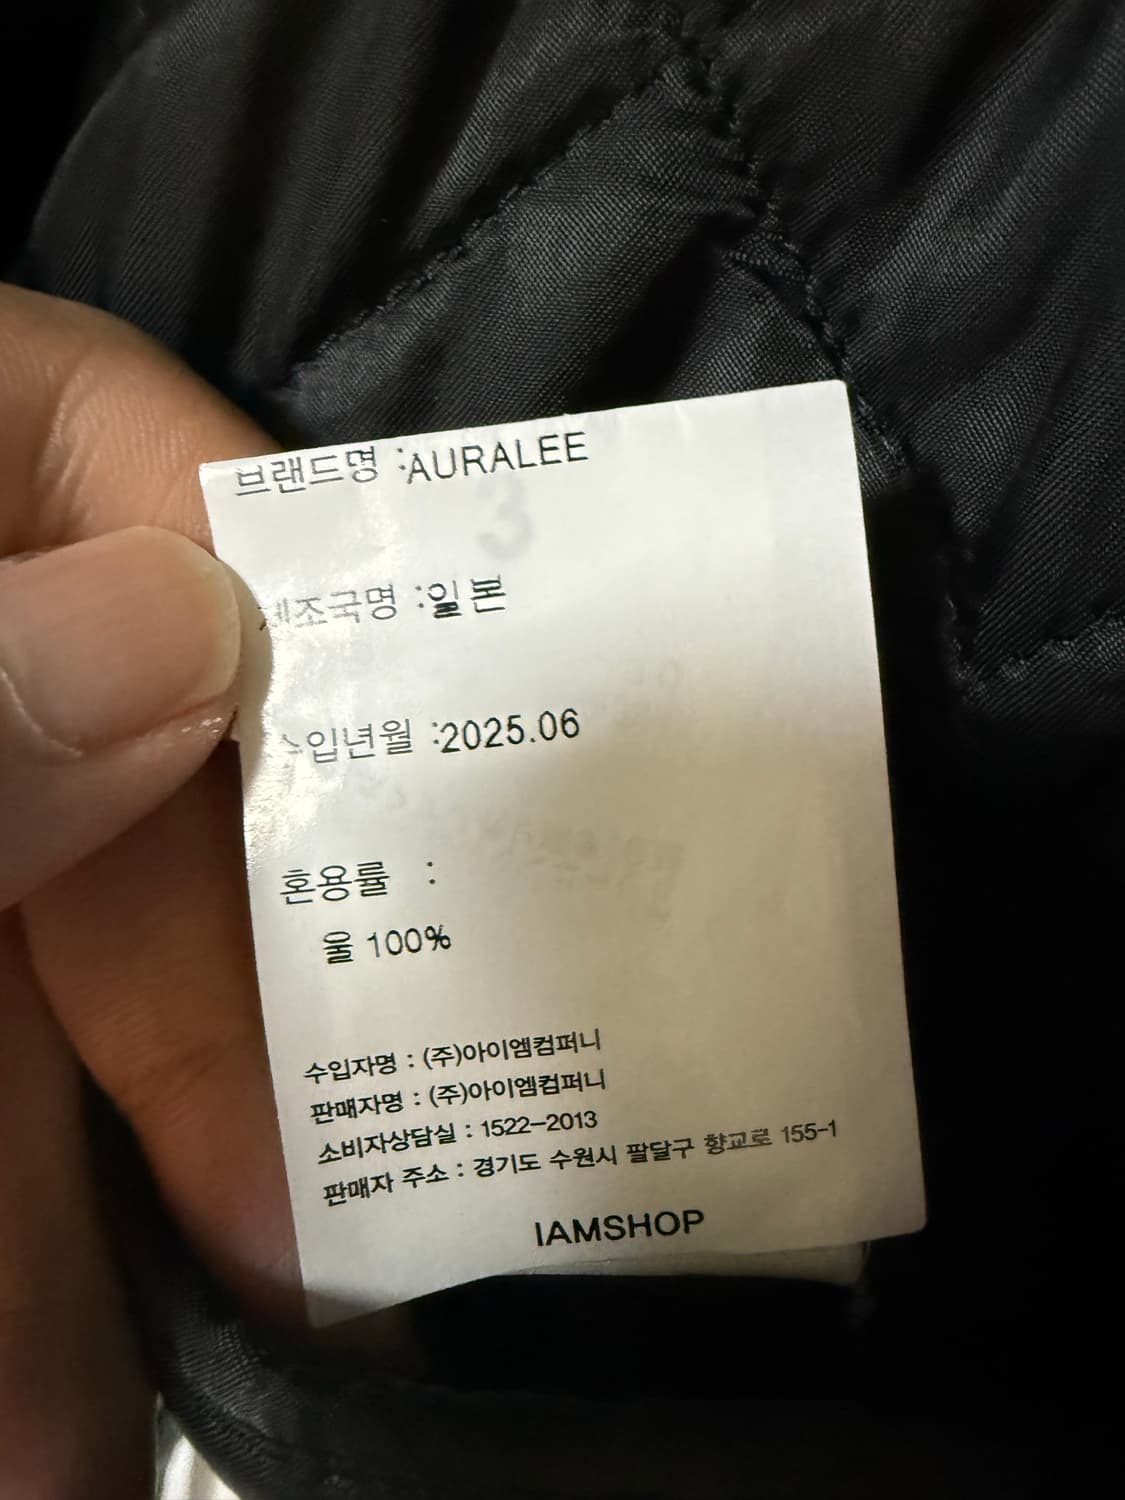 브랜드명 :AURALEE
3
제조국명 :일본
수입년월 :2025.06
혼용률 :
울 100%
수입자명 : (주)아이엠컴퍼니
판매자명 : (주)아이엠컴퍼니
소비자상담실 : 1522-2013
판매자 주소 : 경기도 수원시 팔달구 향교로 155-1
IAMSHOP